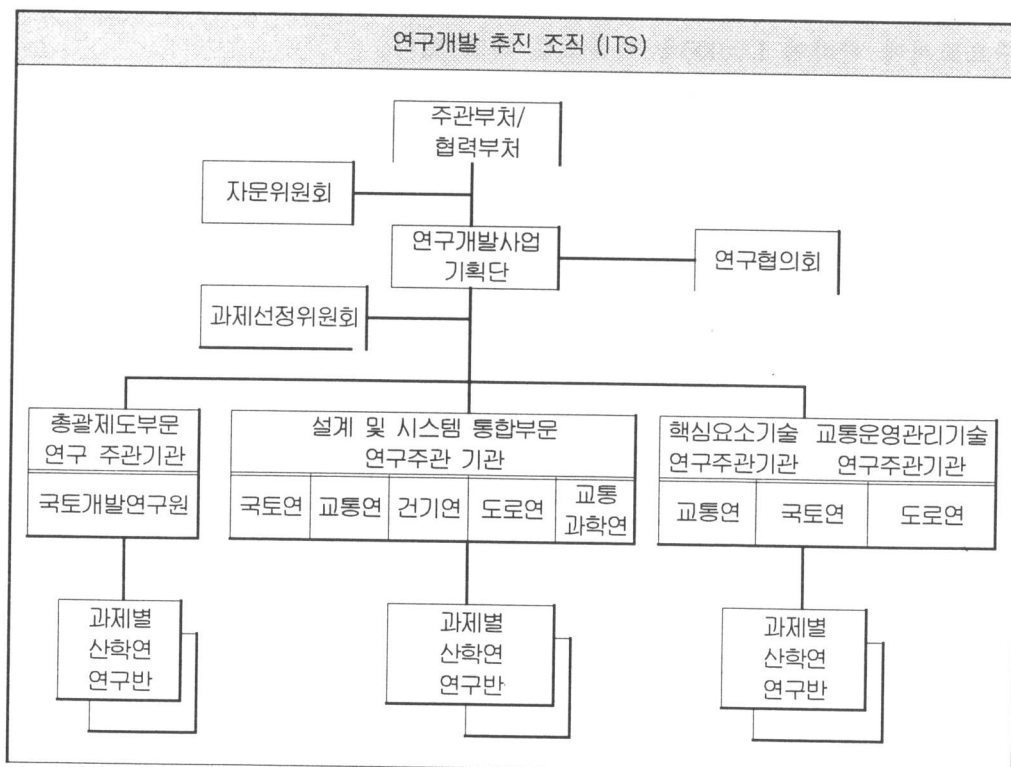 연구개발 추진 조직 (ITS)
주관부처/
협력부처
자문위원회
연구개발사업
기획단
연구협의회
과제선정위원회
총괄제도부문
연구 주관기관
국토개발연구원
설계 및 시스템 통합부문
연구주관 기관
국토연 교통연 건기연 도로연 교통
과학연
핵심요소기술 교통운영관리기술
연구주관기관 연구주관기관
교통연 국토연 도로연
과제별
산학연
연구반
과제별
산학연
연구반
과제별
산학연
연구반